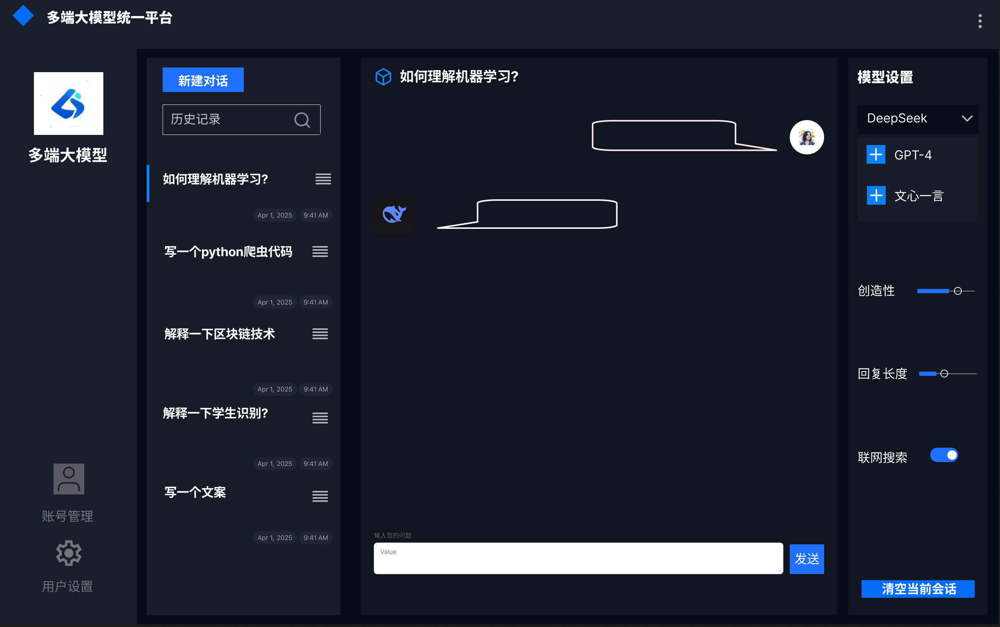 多端大模型统一平台
多端大模型
账号管理
用户设置
新建对话
历史记录
如何理解机器学习?
Apr 1, 2025 9:41 AM
写一个python爬虫代码
Apr 1, 2025 9:41 AM
解释一下区块链技术
Apr 1, 2025 9:41 AM
解释一下学生识别?
Apr 1, 2025 9:41 AM
写一个文案
Apr 1, 2025 9:41 AM
如何理解机器学习?
输入您的问题
Value
发送
模型设置
DeepSeek
GPT-4
文心一言
创造性
回复长度
联网搜索
清空当前会话